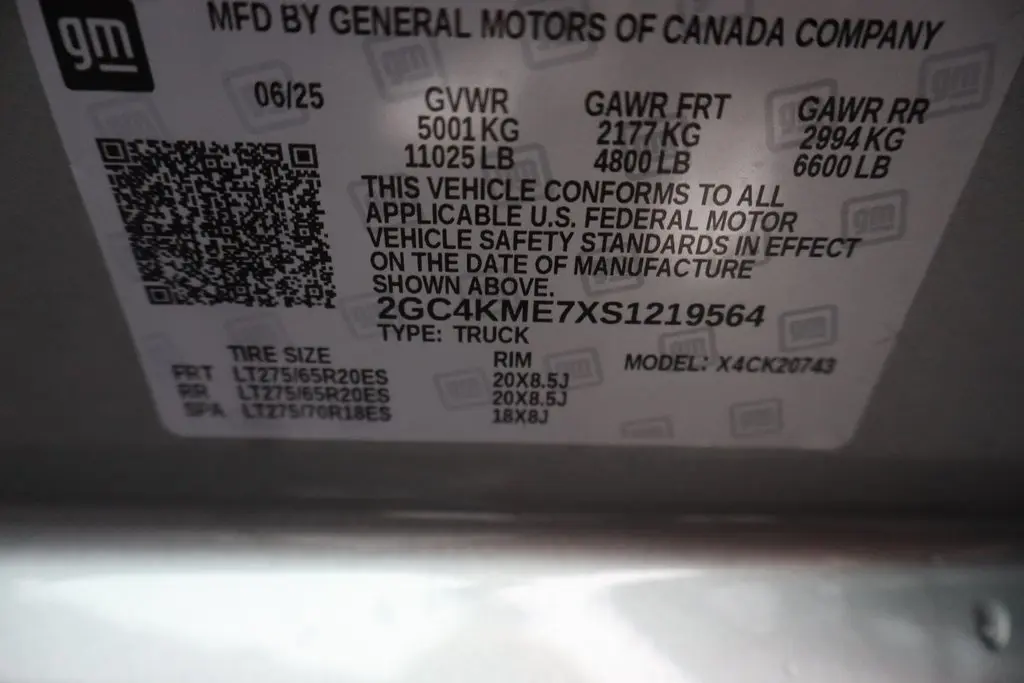 gm
MFD BY GENERAL MOTORS OF CANADA COMPANY
06/25
GVWR GAWR FRT GAWR RR
5001 KG 2177 KG 2994 KG
11025 LB 4800 LB 6600 LB
THIS VEHICLE CONFORMS TO ALL
APPLICABLE U.S. FEDERAL MOTOR
VEHICLE SAFETY STANDARDS IN EFFECT
ON THE DATE OF MANUFACTURE
SHOWN ABOVE.
2GC4KME7XS1219564
TYPE: TRUCK
TIRE SIZE RIM MODEL: X4CK20743
FRT LT275/65R20ES 20X8.5J
RR LT275/65R20ES 20X8.5J
SPA LT275/70R18ES 18X8J